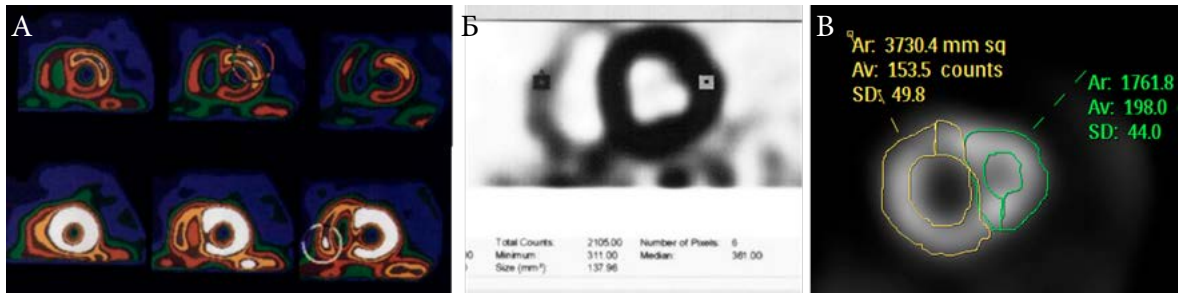 А
Б
В
Total Counts: 2105.00 Number of Pixels: 6
Minimum: 311.00 Median: 361.00
Size (mm²): 137.96
Ar: 3730.4 mm sq
Av: 153.5 counts
SD: 49.8
Ar: 1761.8
Av: 198.0
SD: 44.0